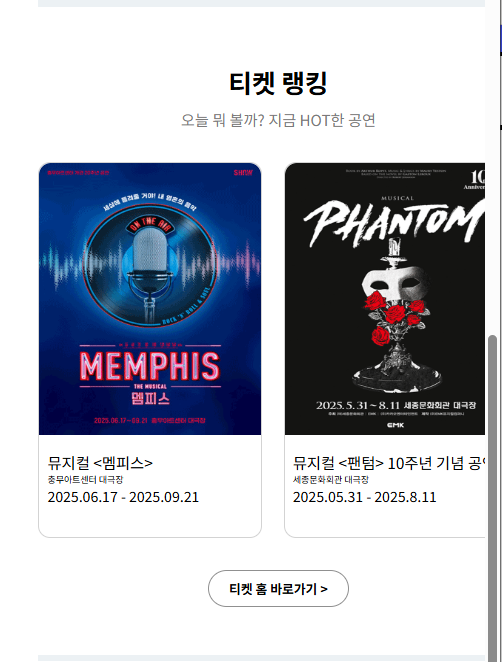 티켓 랭킹
오늘 뭐 볼까? 지금 HOT한 공연
SHOW
세상에 울려줄 거야! 내 영혼의 음악
ON THE AIR
ROCK 'N' ROLL & SOUL
MEMPHIS
THE MUSICAL
멤피스
2025.06.17–09.21 충무아트센터 대극장
뮤지컬 <멤피스>
충무아트센터 대극장
2025.06.17 - 2025.09.21
10
MUSICAL
PHANTOM
2025.5.31 ~ 8.11 세종문화회관 대극장
EMK
뮤지컬 <팬텀> 10주년 기념 공
세종문화회관 대극장
2025.05.31 - 2025.8.11
티켓 홈 바로가기 >